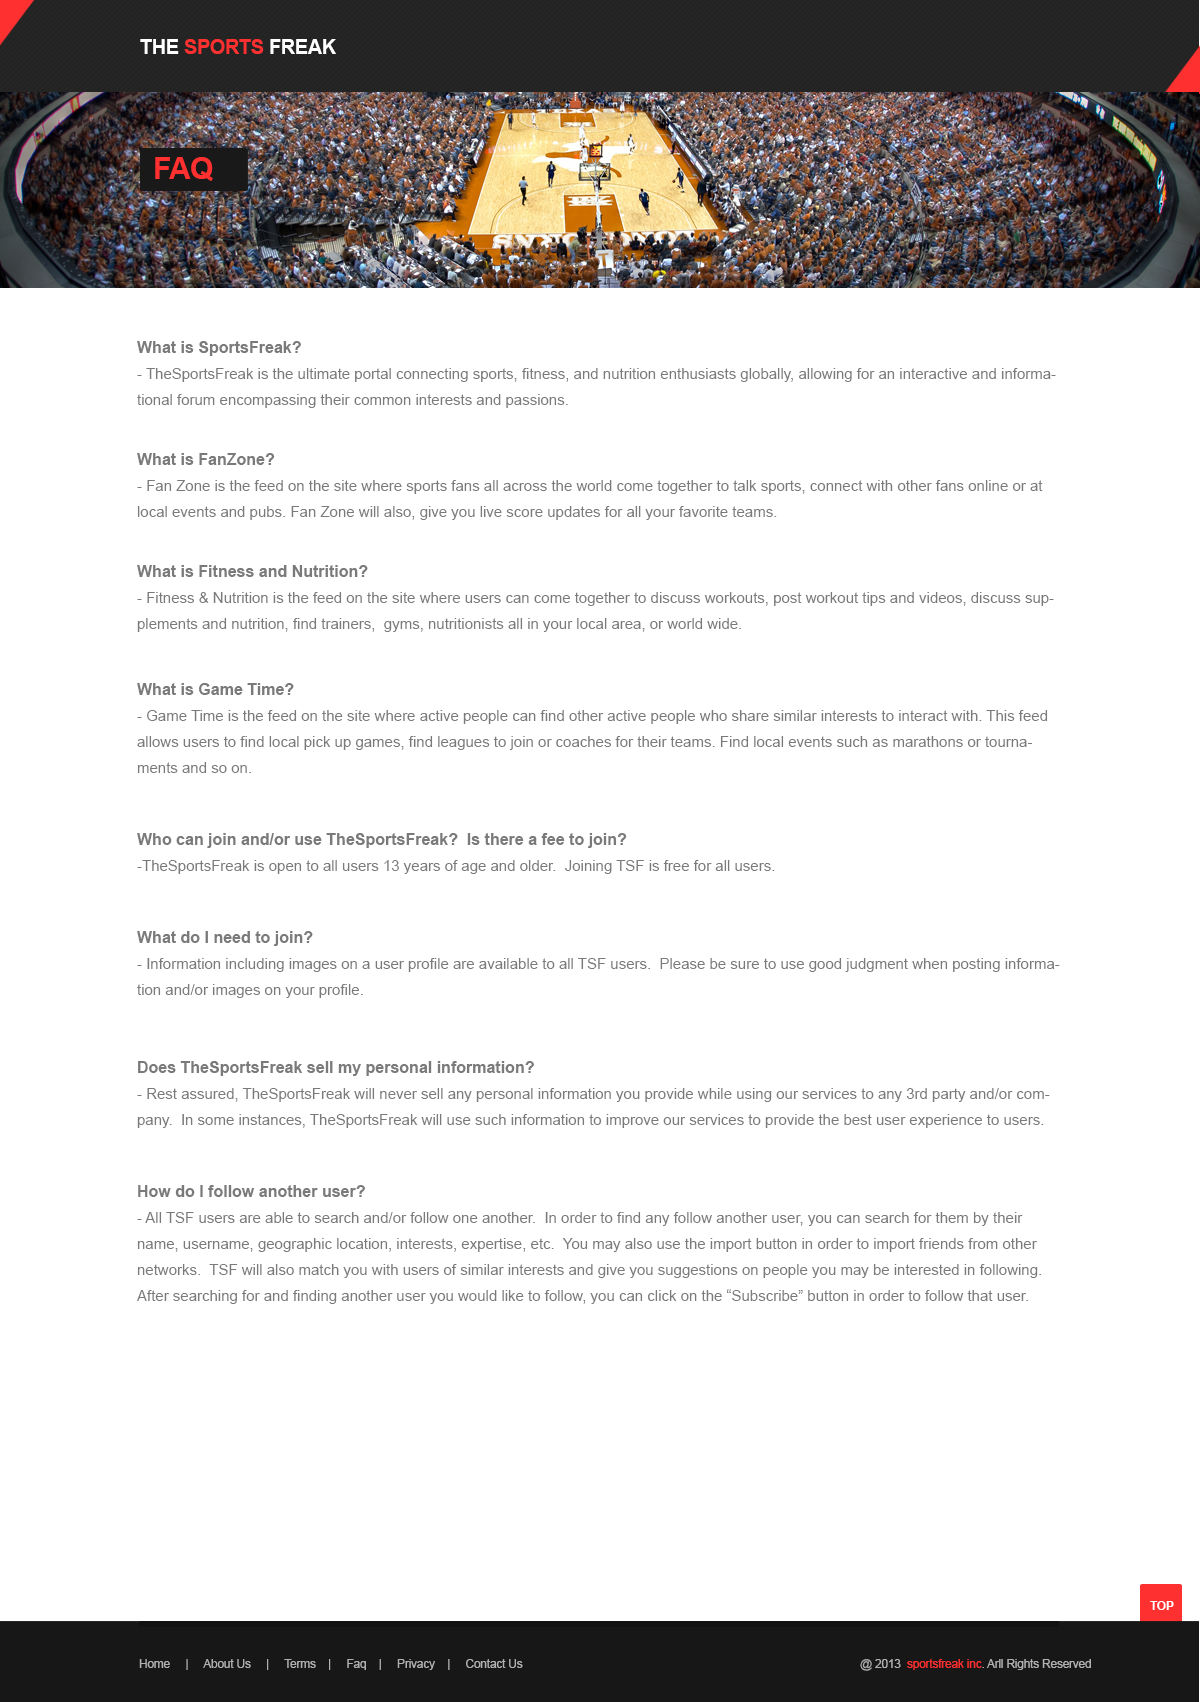 THE SPORTS FREAK
FAQ
What is SportsFreak?
- TheSportsFreak is the ultimate portal connecting sports, fitness, and nutrition enthusiasts globally, allowing for an interactive and informa-
tional forum encompassing their common interests and passions.
What is FanZone?
- Fan Zone is the feed on the site where sports fans all across the world come together to talk sports, connect with other fans online or at
local events and pubs. Fan Zone will also, give you live score updates for all your favorite teams.
What is Fitness and Nutrition?
- Fitness & Nutrition is the feed on the site where users can come together to discuss workouts, post workout tips and videos, discuss sup-
plements and nutrition, find trainers,  gyms, nutritionists all in your local area, or world wide.
What is Game Time?
- Game Time is the feed on the site where active people can find other active people who share similar interests to interact with. This feed
allows users to find local pick up games, find leagues to join or coaches for their teams. Find local events such as marathons or tourna-
ments and so on.
Who can join and/or use TheSportsFreak?  Is there a fee to join?
-TheSportsFreak is open to all users 13 years of age and older.  Joining TSF is free for all users.
What do I need to join?
- Information including images on a user profile are available to all TSF users.  Please be sure to use good judgment when posting informa-
tion and/or images on your profile.
Does TheSportsFreak sell my personal information?
- Rest assured, TheSportsFreak will never sell any personal information you provide while using our services to any 3rd party and/or com-
pany.  In some instances, TheSportsFreak will use such information to improve our services to provide the best user experience to users.
How do I follow another user?
- All TSF users are able to search and/or follow one another.  In order to find any follow another user, you can search for them by their
name, username, geographic location, interests, expertise, etc.  You may also use the import button in order to import friends from other
networks.  TSF will also match you with users of similar interests and give you suggestions on people you may be interested in following.
After searching for and finding another user you would like to follow, you can click on the “Subscribe” button in order to follow that user.
TOP
Home | About Us | Terms | Faq | Privacy | Contact Us
@ 2013 sportsfreak inc. Arll Rights Reserved